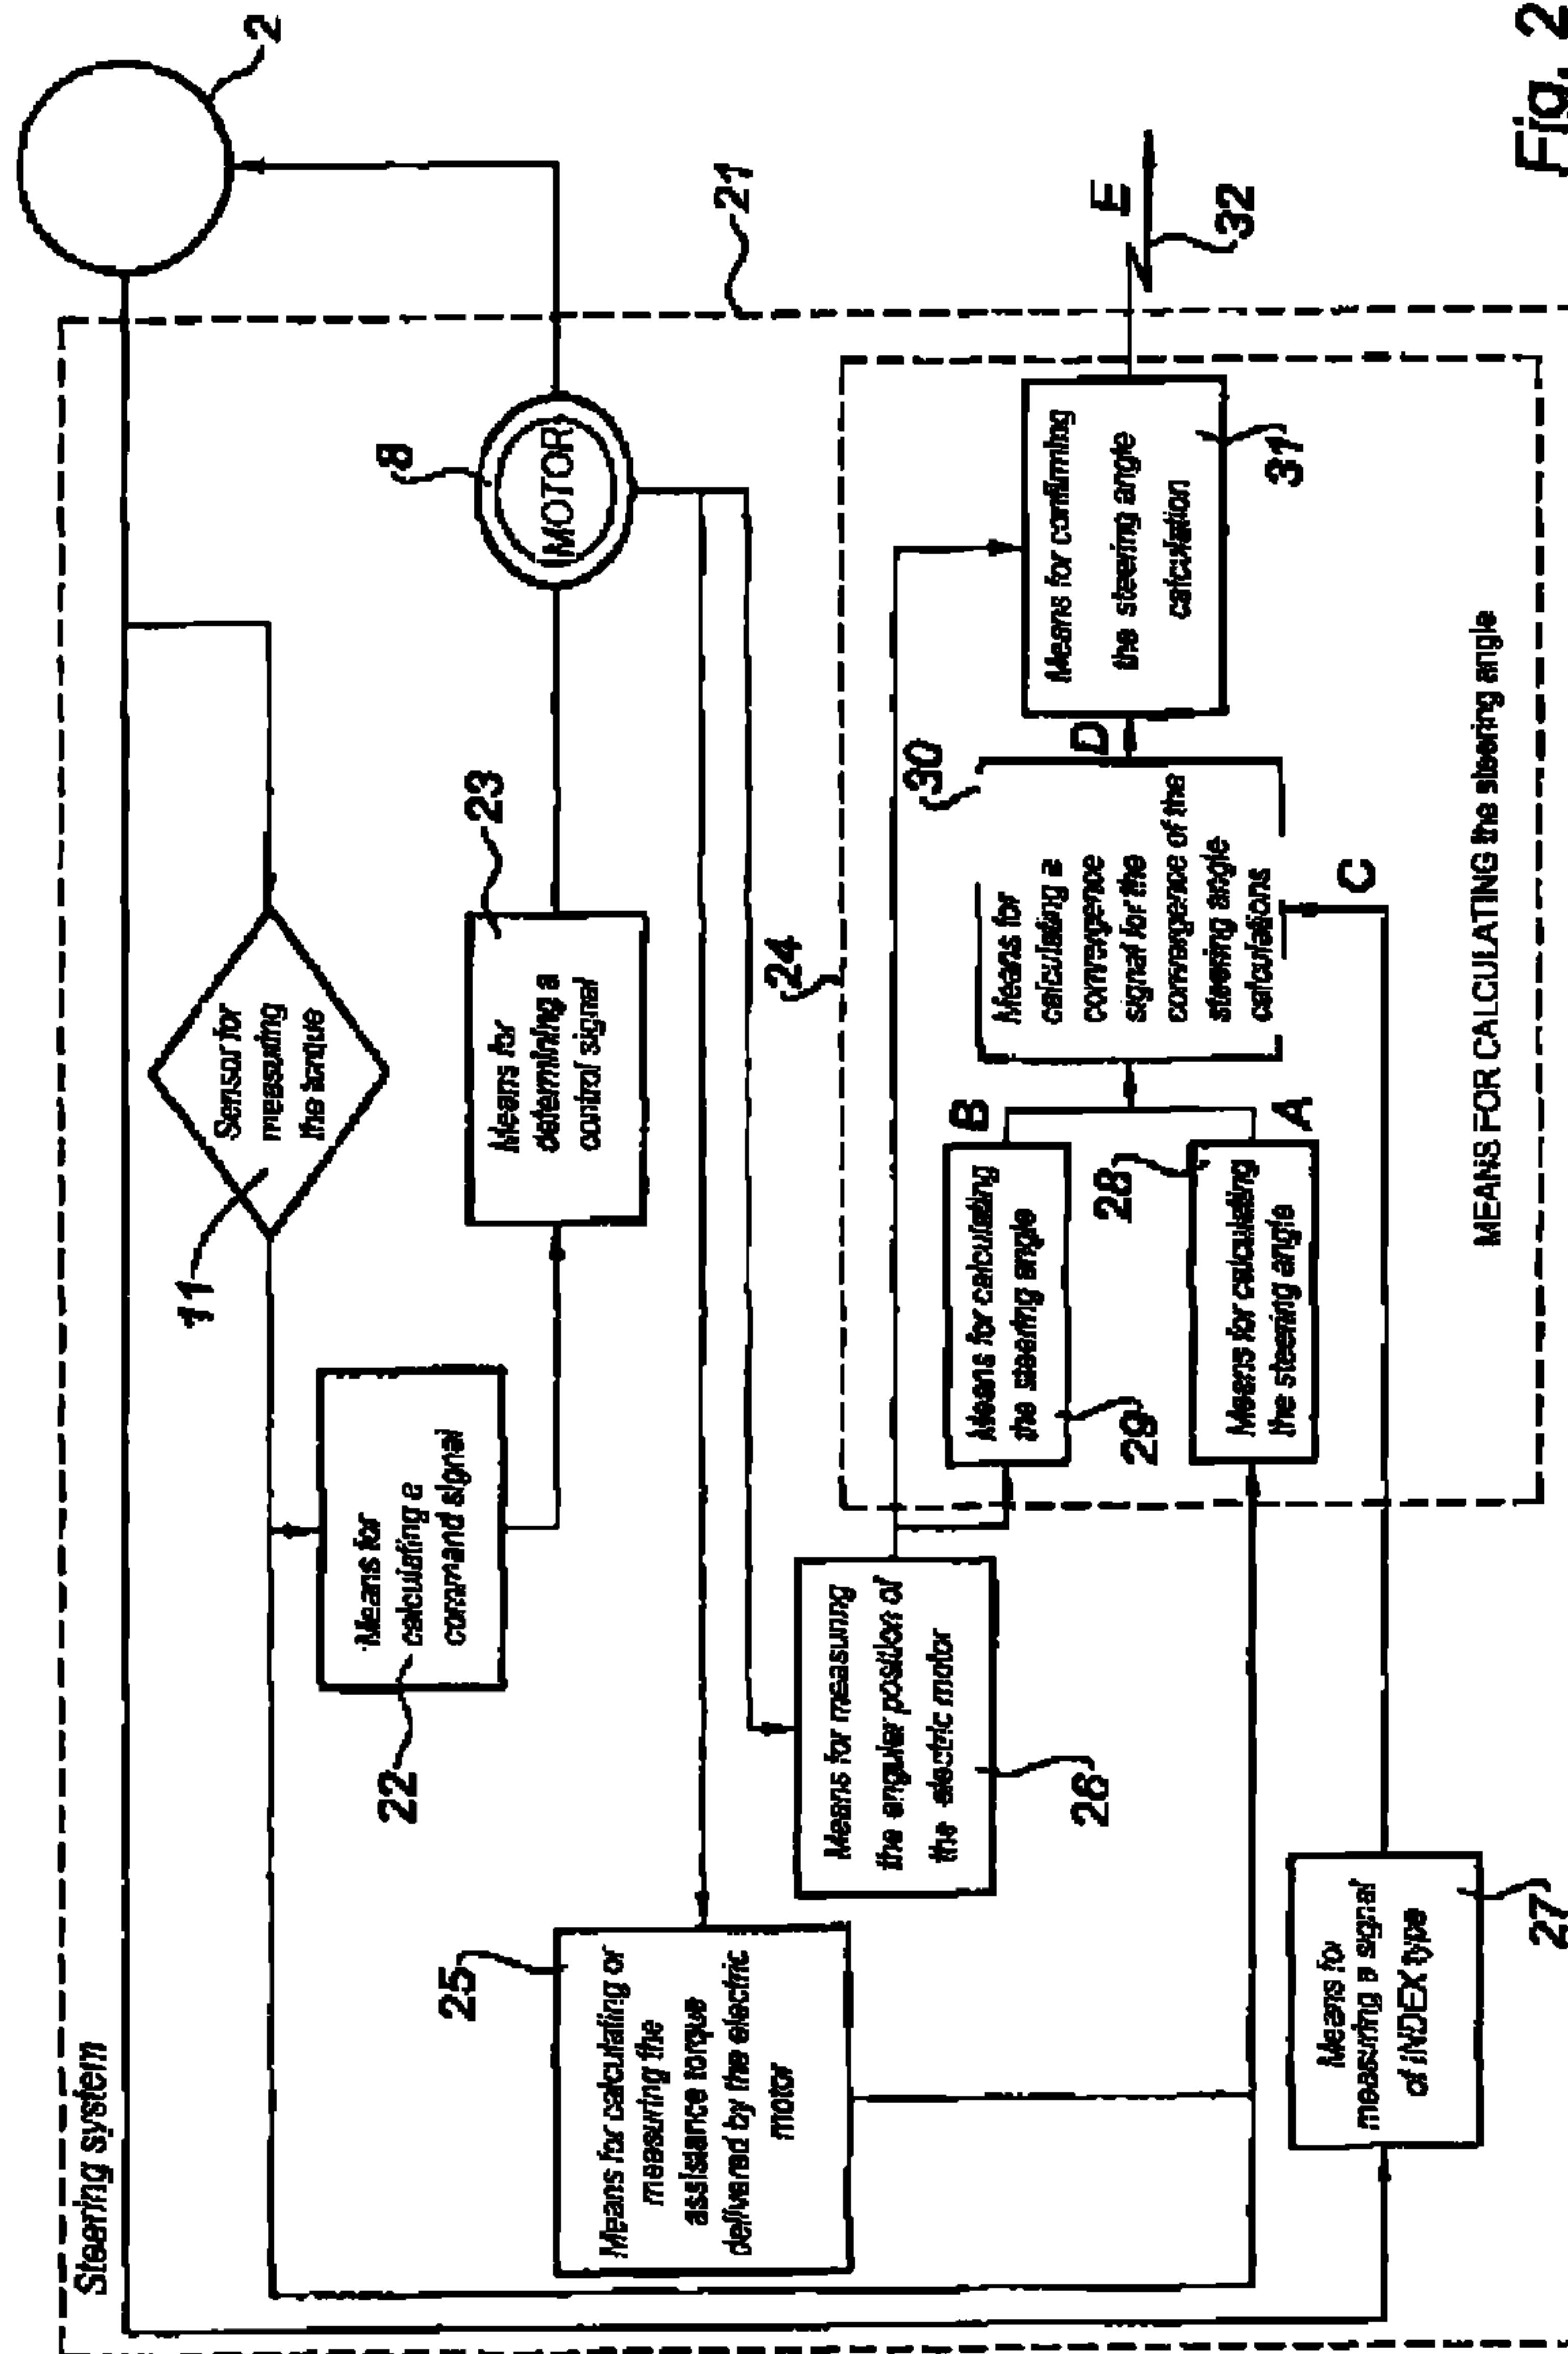 Steering system
2
11
Sensor for
measuring
the torque
8
MOTOR
21
22
Means for
calculating a
command signal
23
Means for
determining a
control signal
25
Means for calculating or
measuring the
assistance torque
delivered by the electric
motor
26
Means for measuring
the angular position of
the electric motor
24
29
Means for calculating
the steering angle
B
28
Means for calculating
the steering angle
A
30
Means for
calculating a
convergence
signal for the
convergence of the
steering angle
calculations
D
C
Means for confirming
the steering angle
calculation
31
E
32
27
Means for
measuring a signal
of INDEX type
MEANS FOR CALCULATING the steering angle
Fig. 2